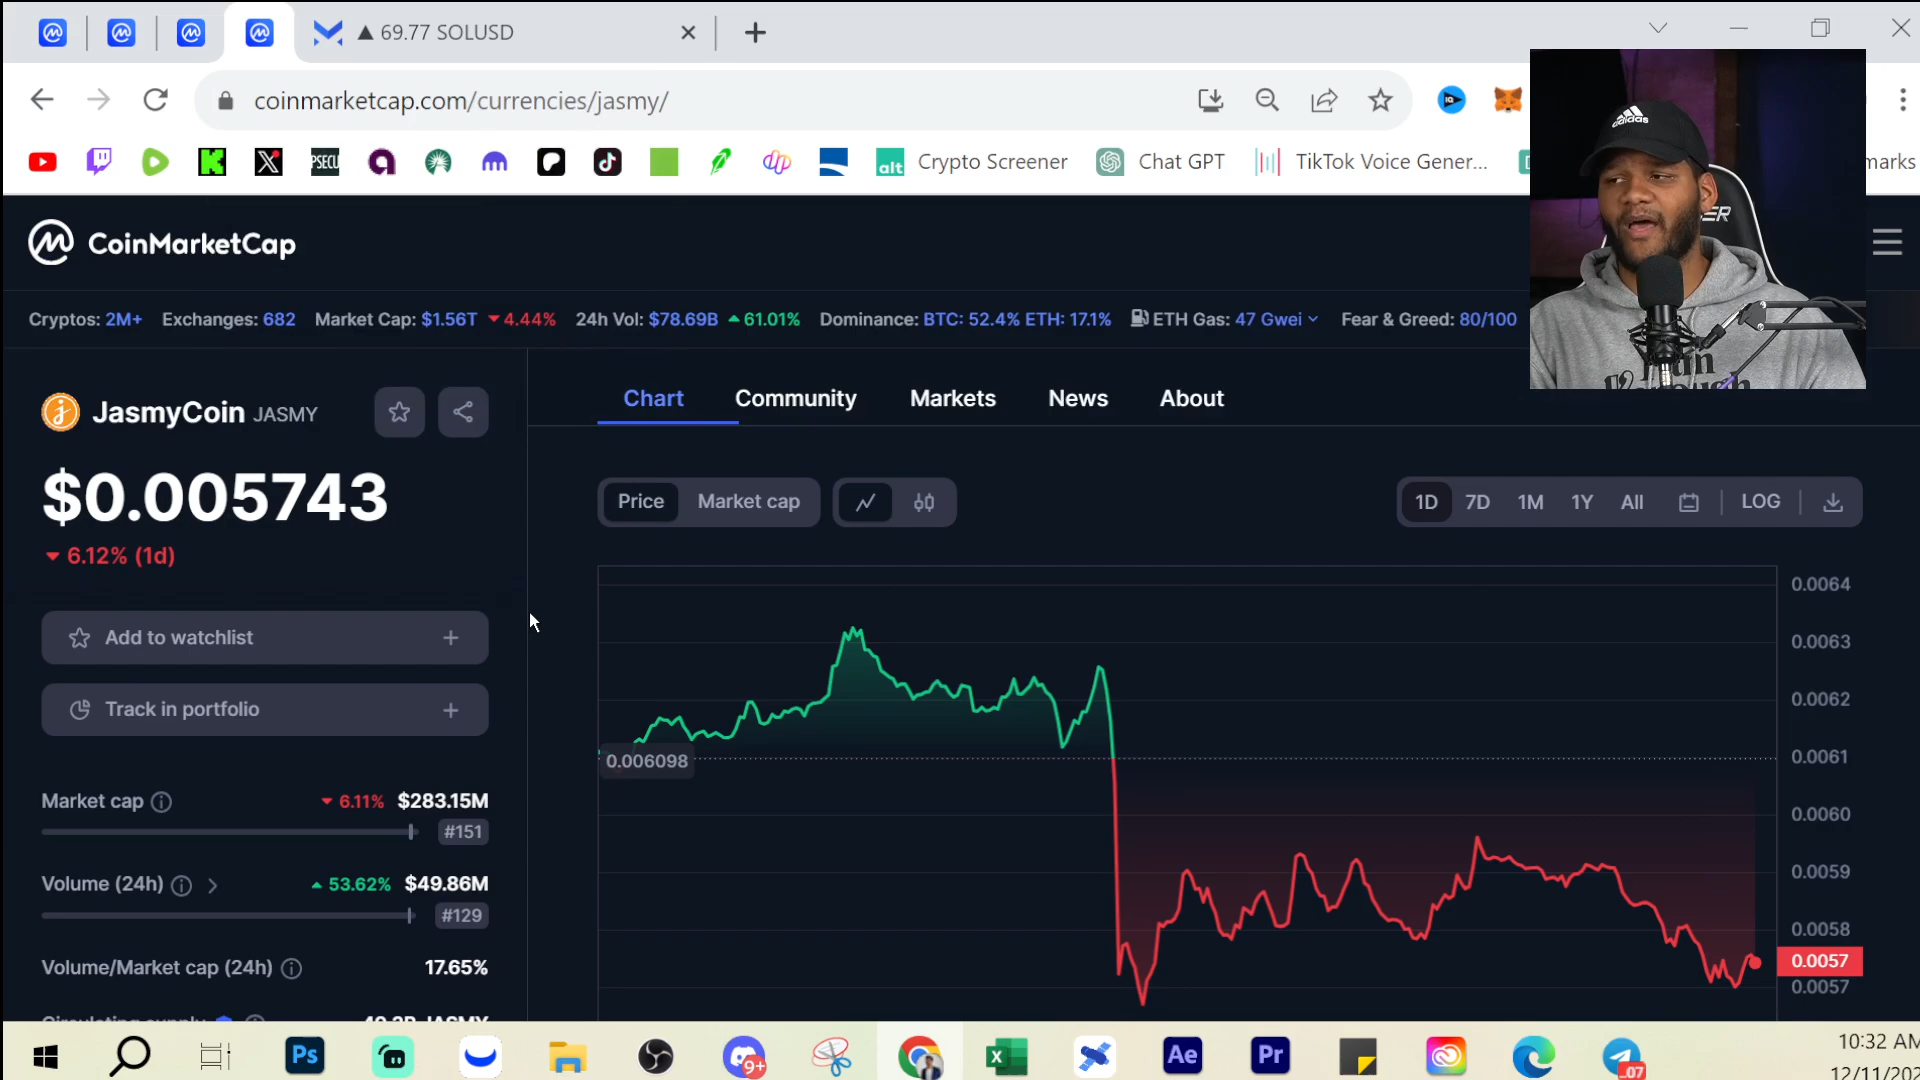 69.77 SOLUSD
coinmarketcap.com/currencies/jasmy/
PSECU
alt
Crypto Screener
Chat GPT
TikTok Voice Gener...
marks
CoinMarketCap
Cryptos: 2M+ Exchanges: 682 Market Cap: $1.56T 4.44% 24h Vol: $78.69B 61.01% Dominance: BTC: 52.4% ETH: 17.1% ETH Gas: 47 Gwei Fear & Greed: 80/100
adidas
JasmyCoin JASMY
Chart Community Markets News About
$0.005743
6.12% (1d)
Price Market cap
1D 7D 1M 1Y All LOG
Add to watchlist
Track in portfolio
0.0064
0.0063
0.0062
0.0061
0.0060
0.0059
0.0058
0.0057
0.0057
0.006098
Market cap 6.11% $283.15M
#151
Volume (24h) 53.62% $49.86M
#129
Volume/Market cap (24h) 17.65%
Ps
9+
Ae
Pr
07
10:32 AM